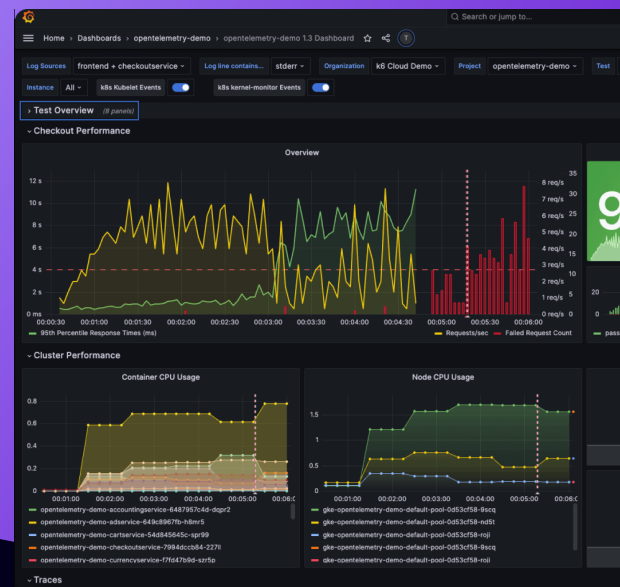 Search or jump to...
Home › Dashboards › opentelemetry-demo › opentelemetry-demo 1.3 Dashboard T
Log Sources frontend + checkoutservice Log line contains... stderr Organization k6 Cloud Demo Project opentelemetry-demo Test
Instance All k8s Kubelet Events k8s kernel-monitor Events
Test Overview (8 panels)
Checkout Performance
Overview
35
12 s 8 req/s
30
10 s 7 req/s
25
8 s 6 req/s
5 req/s 20
6 s 4 req/s
15
4 s 3 req/s
10
2 s 2 req/s
1 req/s 5
0 ms 0 req/s 0
00:00:30 00:01:00 00:01:30 00:02:00 00:02:30 00:03:00 00:03:30 00:04:00 00:04:30 00:05:00 00:05:30 00:06:00
95th Percentile Response Times (ms) Requests/sec Failed Request Count
9
20
0
pass
Cluster Performance
Container CPU Usage
0.8
0.6
0.4
0.2
0
00:01:00 00:02:00 00:03:00 00:04:00 00:05:00 00:06:0
opentelemetry-demo-accountingservice-6487957c4d-dqpr2
opentelemetry-demo-adservice-649c8967fb-h8mr5
opentelemetry-demo-cartservice-54d845645c-spr99
opentelemetry-demo-checkoutservice-7994dccb84-227ll
opentelemetry-demo-currencyservice-f7fd47b9d-szr5p
Node CPU Usage
1.5
1
0.5
0
00:01:00 00:02:00 00:03:00 00:04:00 00:05:00 00:06:0
gke-opentelemetry-demo-default-pool-0d53cf58-9scq
gke-opentelemetry-demo-default-pool-0d53cf58-nd5t
gke-opentelemetry-demo-default-pool-0d53cf58-roji
gke-opentelemetry-demo-default-pool-0d53cf58-9scq
gke-opentelemetry-demo-default-pool-0d53cf58-roji
Traces